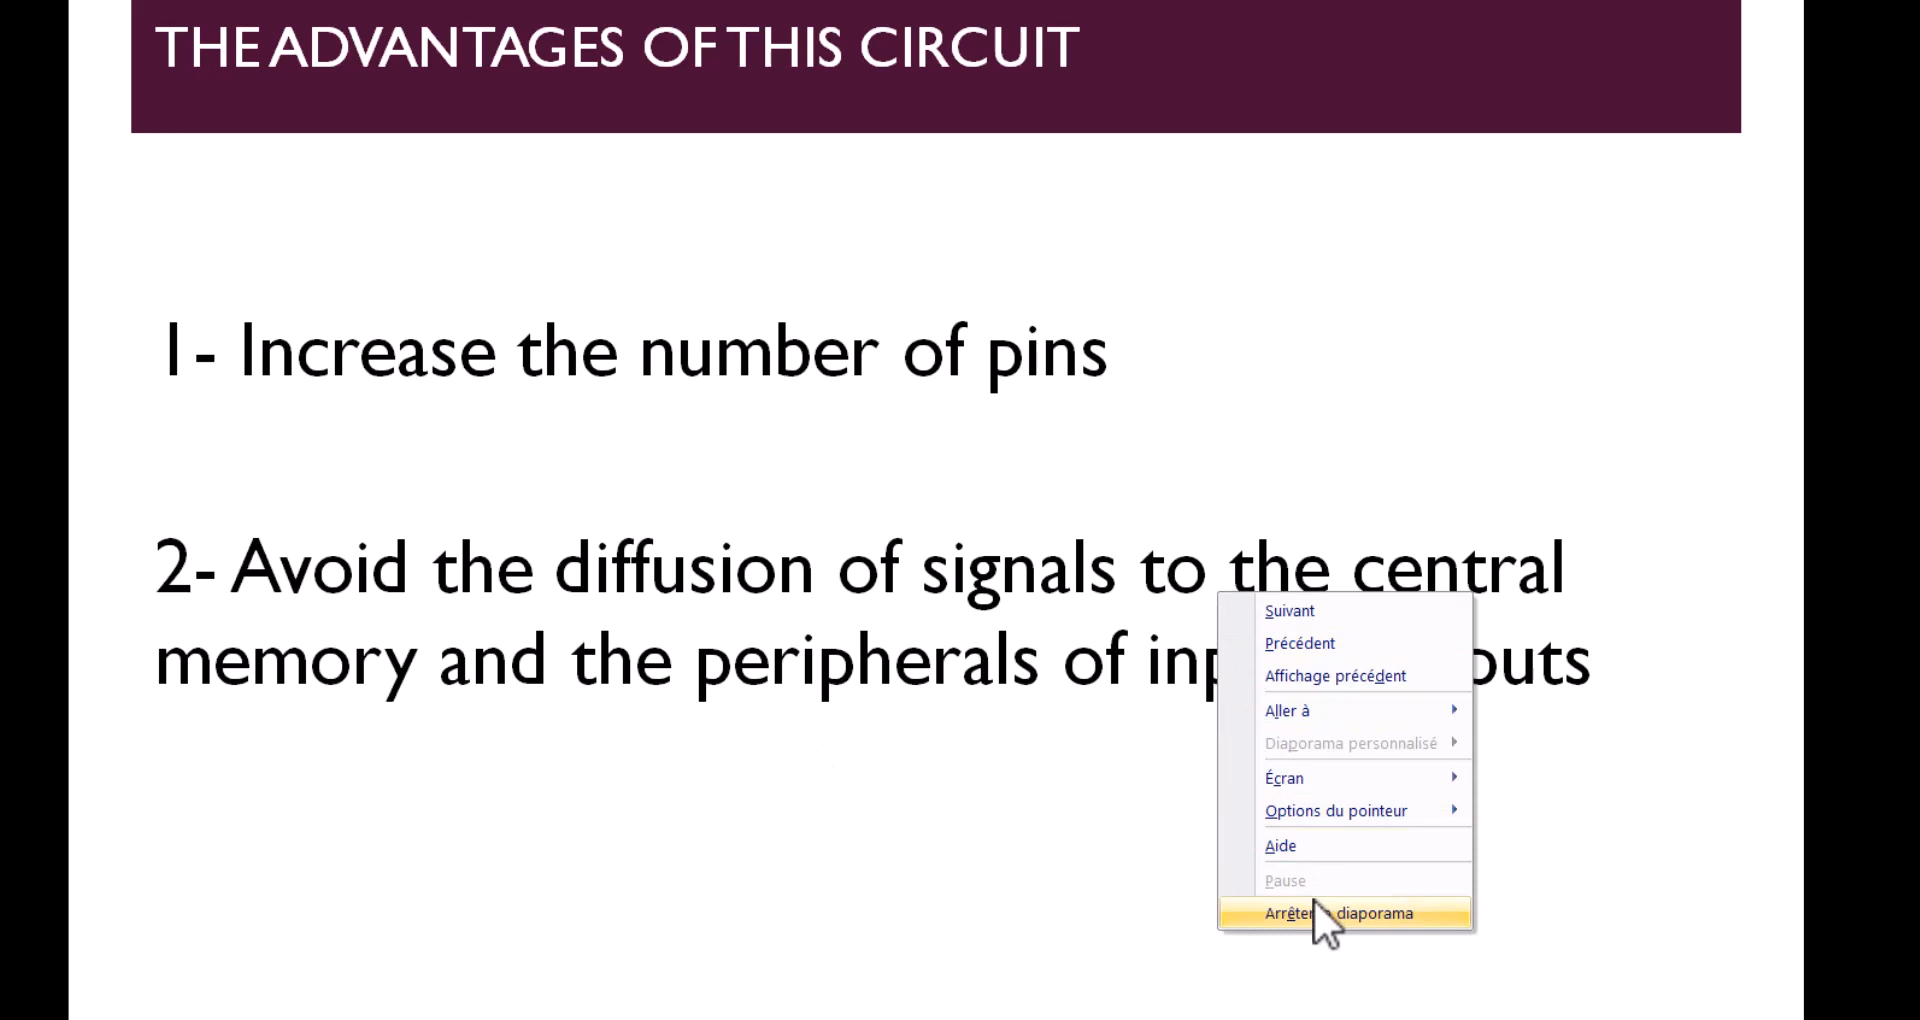 THE ADVANTAGES OF THIS CIRCUIT
1- Increase the number of pins
2- Avoid the diffusion of signals to the central
memory and the peripherals of
Suivant
Précédent
Affichage précédent
Aller à
Diaporama personnalisé
Écran
Options du pointeur
Aide
Pause
Arrêter diaporama